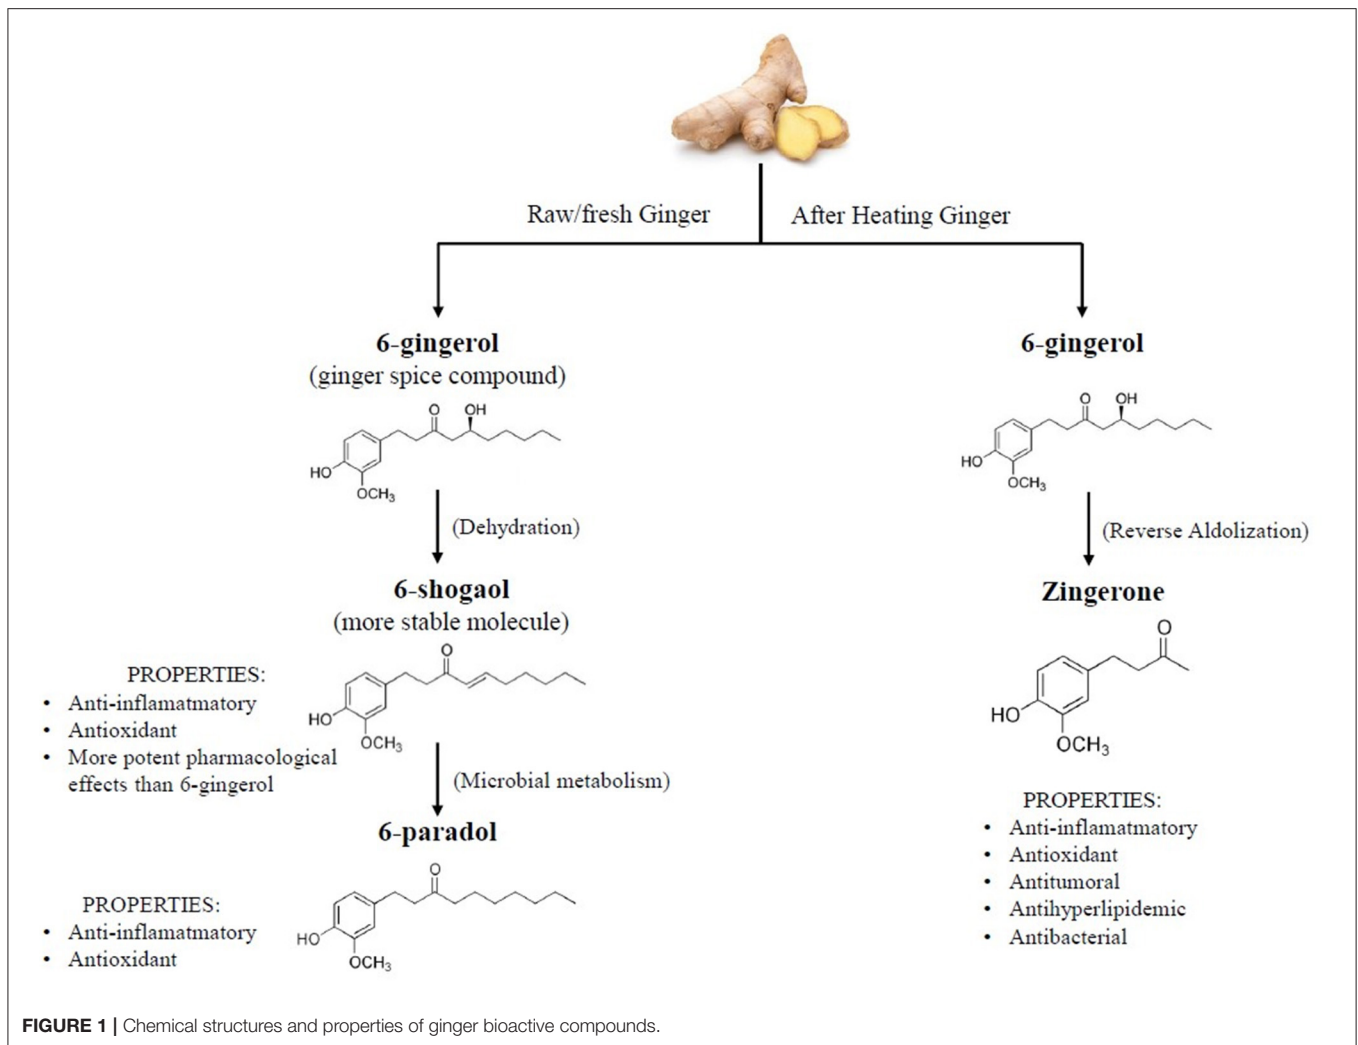 Raw/fresh Ginger
After Heating Ginger
6-gingerol
(ginger spice compound)
O
OH
HO
OCH3
(Dehydration)
6-shogaol
(more stable molecule)
O
HO
OCH3
PROPERTIES:
• Anti-inflamatmatory
• Antioxidant
• More potent pharmacological
effects than 6-gingerol
(Microbial metabolism)
6-paradol
O
HO
OCH3
PROPERTIES:
• Anti-inflamatmatory
• Antioxidant
6-gingerol
O
OH
HO
OCH3
(Reverse Aldolization)
Zingerone
O
HO
OCH3
PROPERTIES:
• Anti-inflamatmatory
• Antioxidant
• Antitumoral
• Antihyperlipidemic
• Antibacterial
FIGURE 1 | Chemical structures and properties of ginger bioactive compounds.